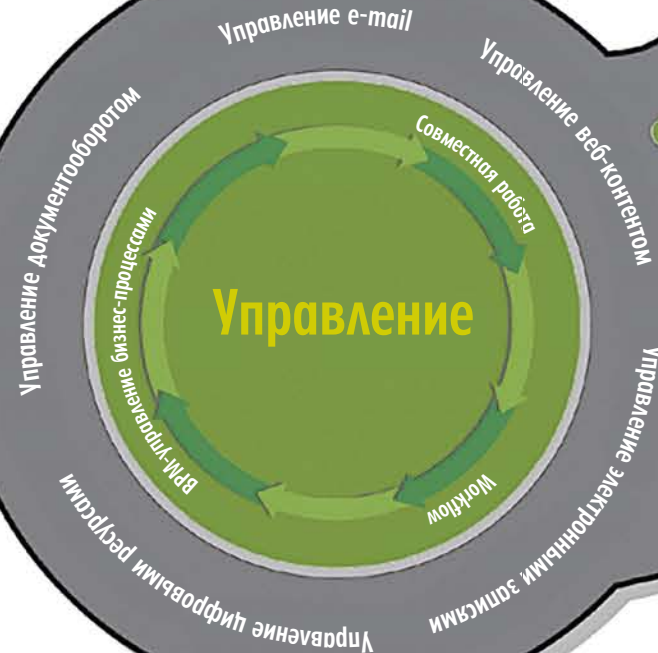 Управление e-mail
Управление веб-контентом
Управление электронными записями
Управление цифровыми ресурсами
Управление документооборотом
Совместная работа
Workflow
BPM-управление бизнес-процессами
Управление